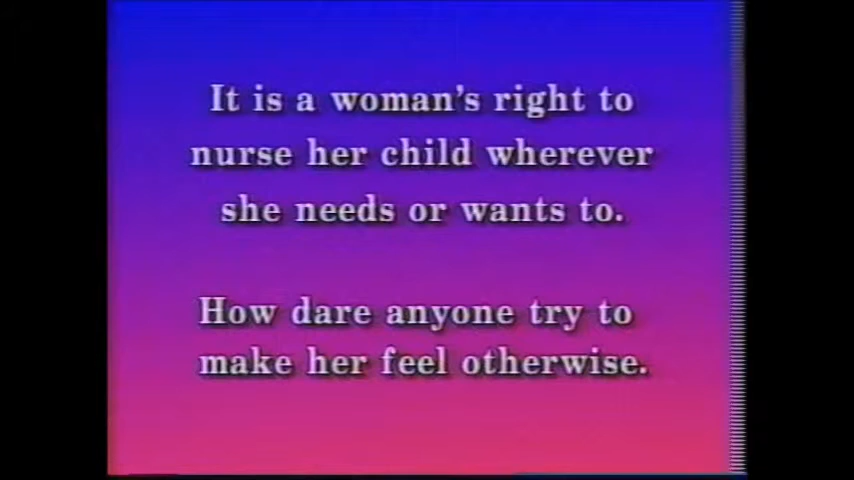 It is a woman's right to
nurse her child wherever
she needs or wants to.
How dare anyone try to
make her feel otherwise.